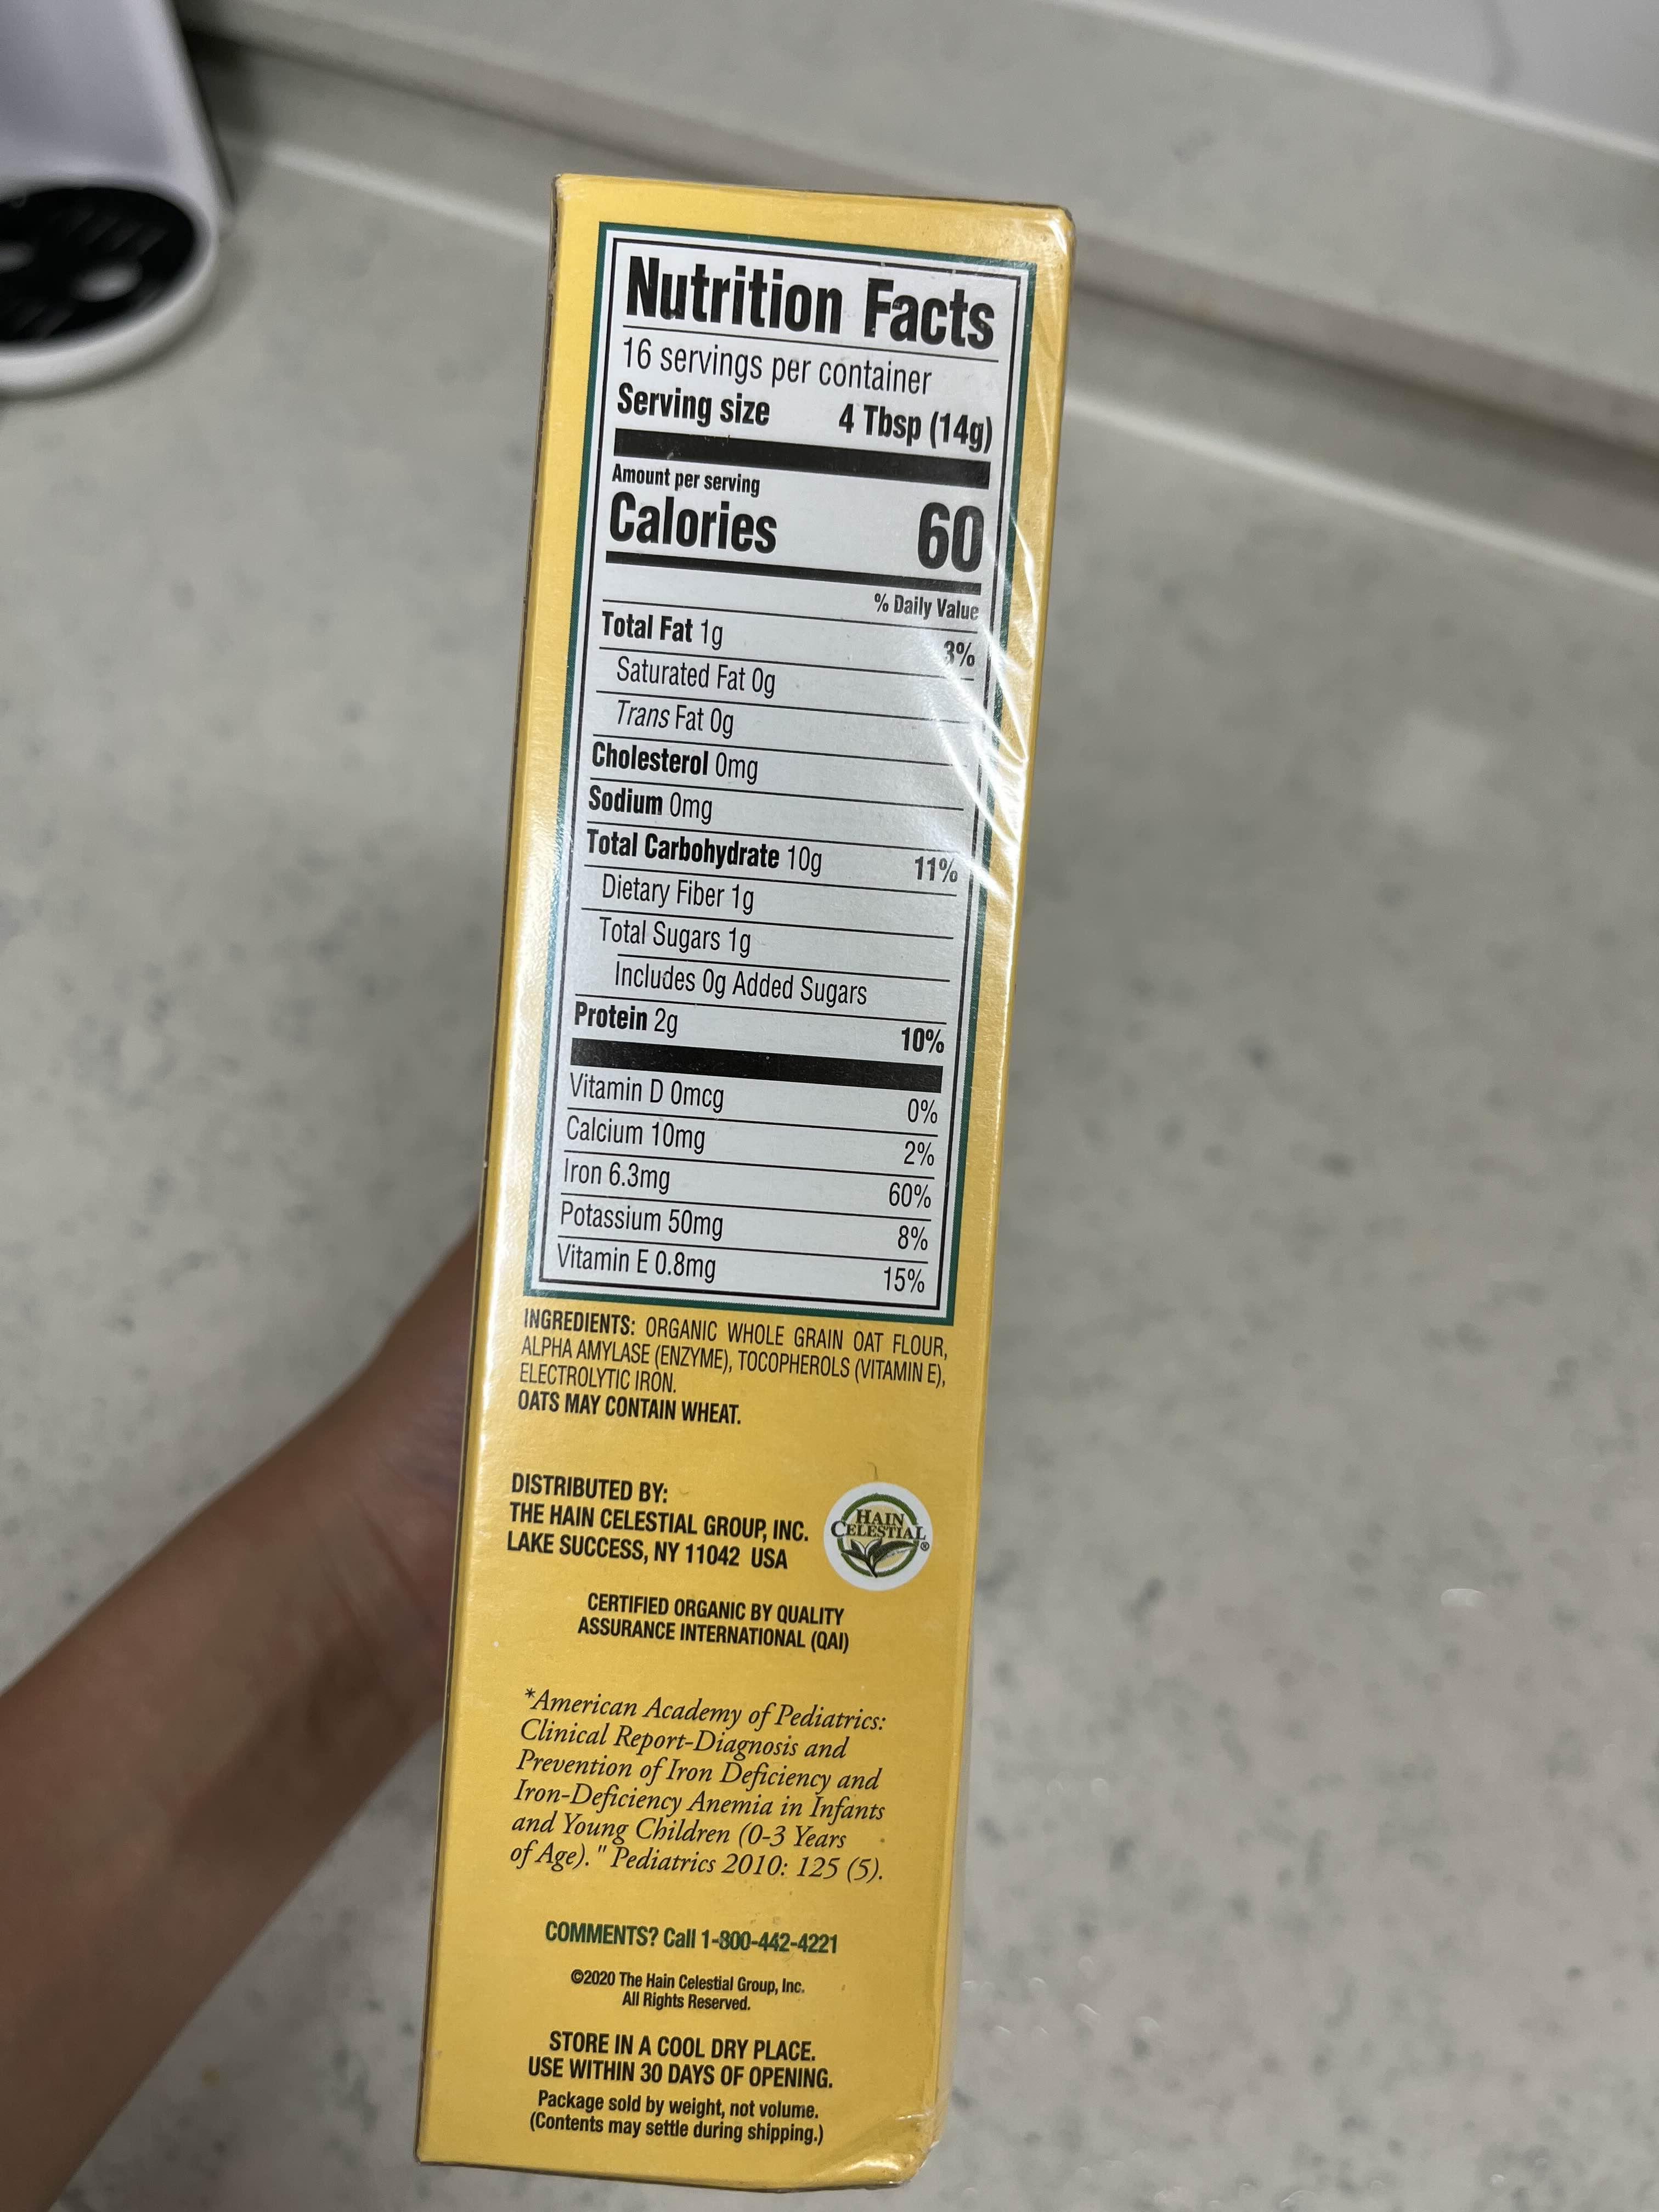 Nutrition Facts
16 servings per container
Serving size 4 Tbsp (14g)
Amount per serving
Calories 60
% Daily Value
Total Fat 1g 3%
Saturated Fat 0g
Trans Fat 0g
Cholesterol 0mg
Sodium 0mg
Total Carbohydrate 10g 11%
Dietary Fiber 1g
Total Sugars 1g
Includes 0g Added Sugars
Protein 2g 10%
Vitamin D 0mcg 0%
Calcium 10mg 2%
Iron 6.3mg 60%
Potassium 50mg 8%
Vitamin E 0.8mg 15%
INGREDIENTS: ORGANIC WHOLE GRAIN OAT FLOUR,
ALPHA AMYLASE (ENZYME), TOCOPHEROLS (VITAMIN E),
ELECTROLYTIC IRON.
OATS MAY CONTAIN WHEAT.
DISTRIBUTED BY:
THE HAIN CELESTIAL GROUP, INC.
LAKE SUCCESS, NY 11042 USA
HAIN
CELESTIAL
®
CERTIFIED ORGANIC BY QUALITY
ASSURANCE INTERNATIONAL (QAI)
*American Academy of Pediatrics:
Clinical Report-Diagnosis and
Prevention of Iron Deficiency and
Iron-Deficiency Anemia in Infants
and Young Children (0-3 Years
of Age)." Pediatrics 2010: 125 (5).
COMMENTS? Call 1-800-442-4221
©2020 The Hain Celestial Group, Inc.
All Rights Reserved.
STORE IN A COOL DRY PLACE.
USE WITHIN 30 DAYS OF OPENING.
Package sold by weight, not volume.
(Contents may settle during shipping.)